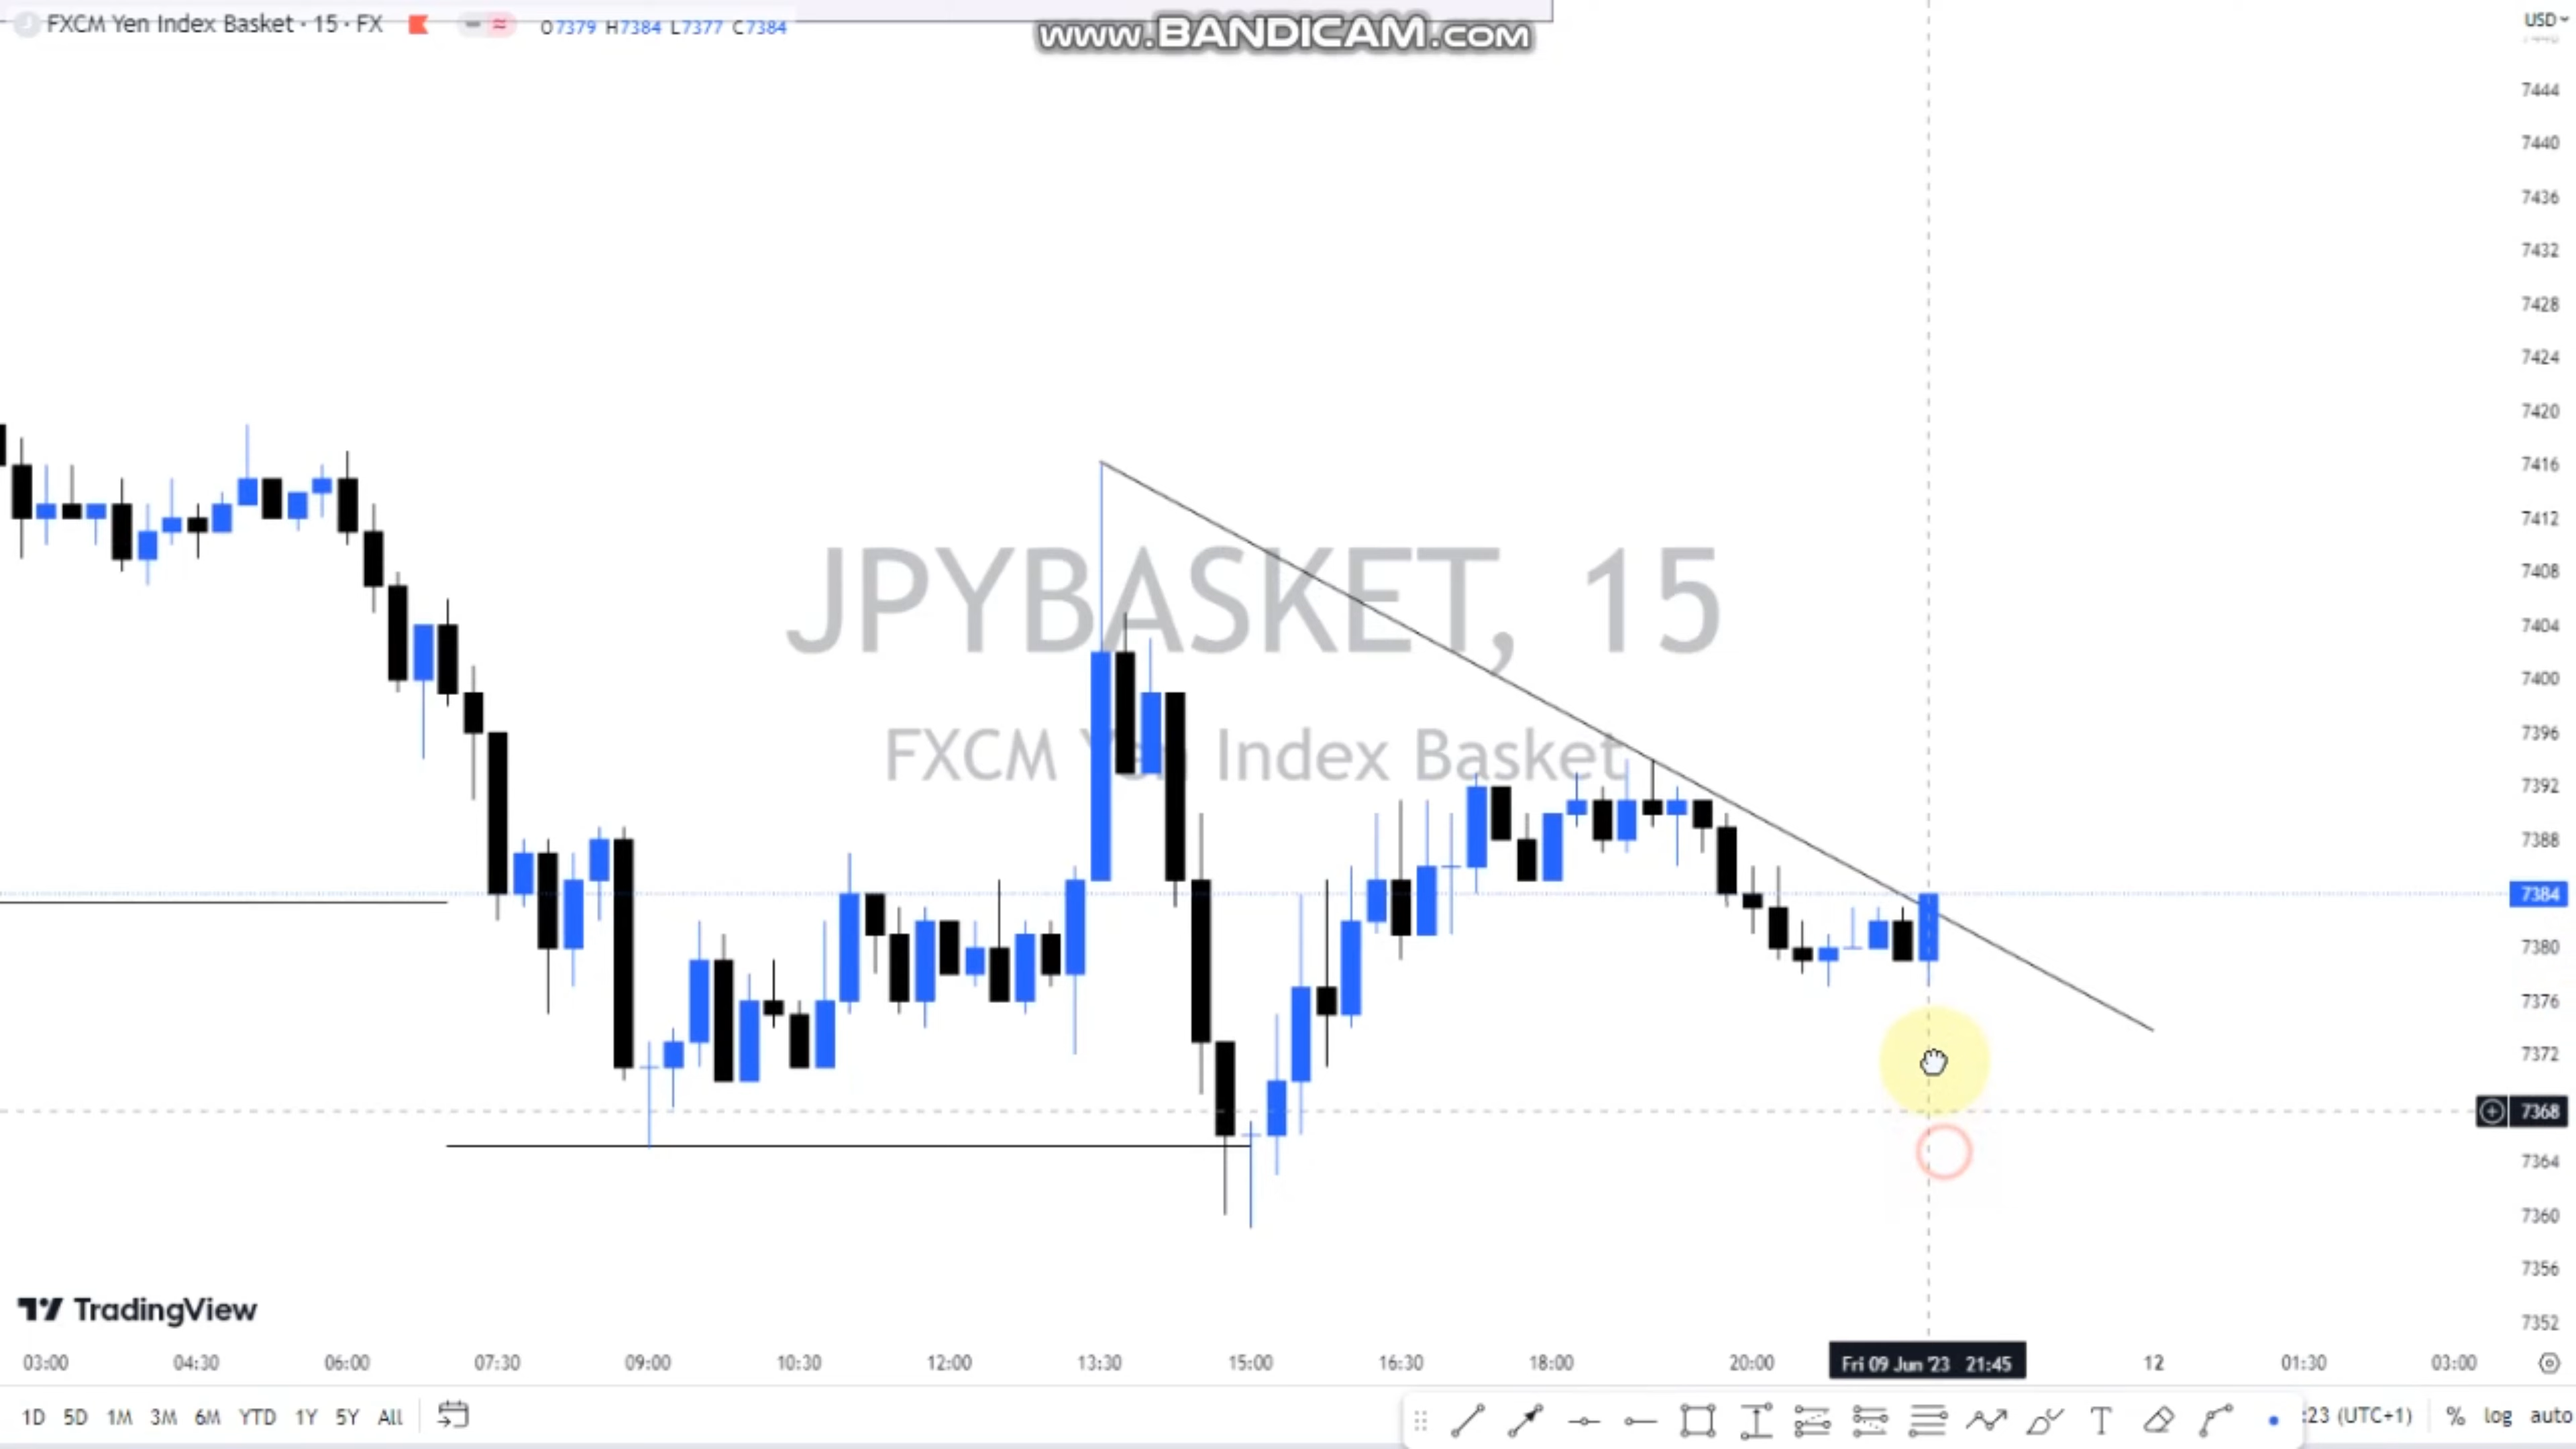 FXCM Yen Index Basket · 15 · FX
O7379 H7384 L7377 C7384
www.BANDICAM.com
USD
7444
7440
7436
7432
7428
7424
7420
7416
7412
7408
7404
7400
7396
7392
7388
7384
7380
7376
7372
7368
7364
7360
7356
7352
JPYBASKET, 15
FXCM Yen Index Basket
TradingView
03:00 04:30 06:00 07:30 09:00 10:30 12:00 13:30 15:00 16:30 18:00 20:00 Fri 09 Jun '23 21:45 12 01:30 03:00
1D 5D 1M 3M 6M YTD 1Y 5Y All
:23 (UTC+1) % log auto